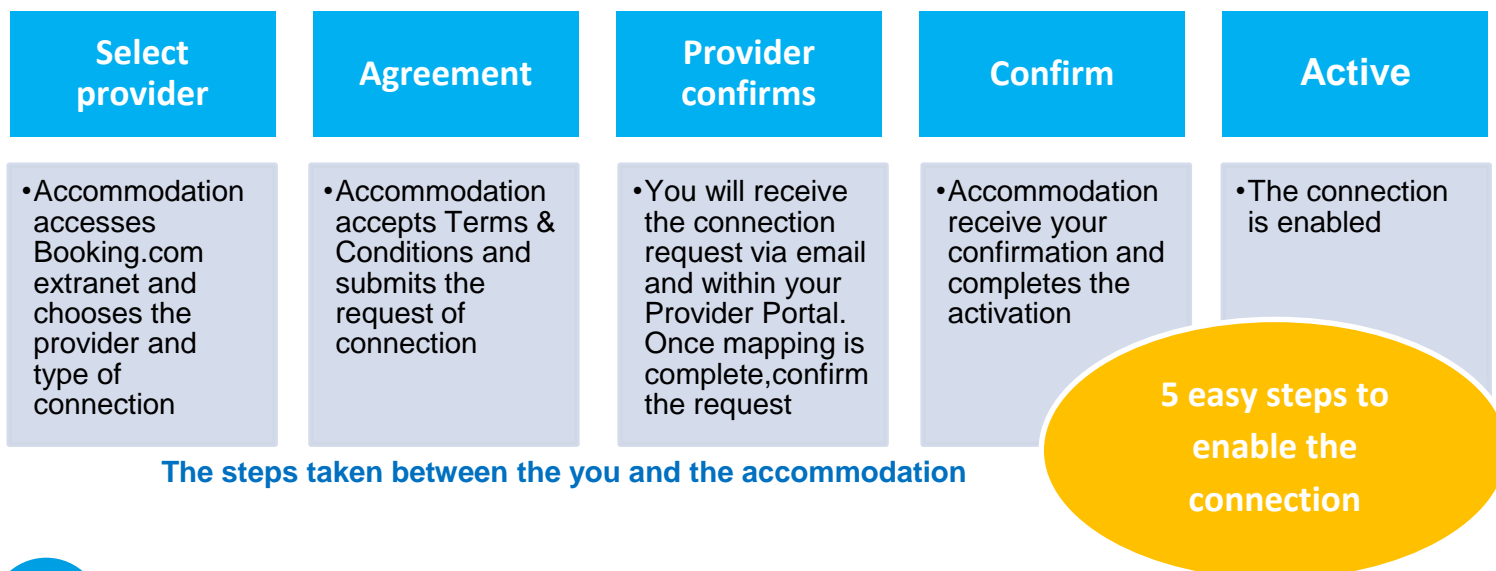 Select
provider
Agreement
Provider
confirms
Confirm
Active
•Accommodation
accesses
Booking.com
extranet and
chooses the
provider and
type of
connection
•Accommodation
accepts Terms &
Conditions and
submits the
request of
connection
•You will receive
the connection
request via email
and within your
Provider Portal.
Once mapping is
complete,confirm
the request
•Accommodation
receive your
confirmation and
completes the
activation
•The connection
is enabled
5 easy steps to
enable the
connection
The steps taken between the you and the accommodation